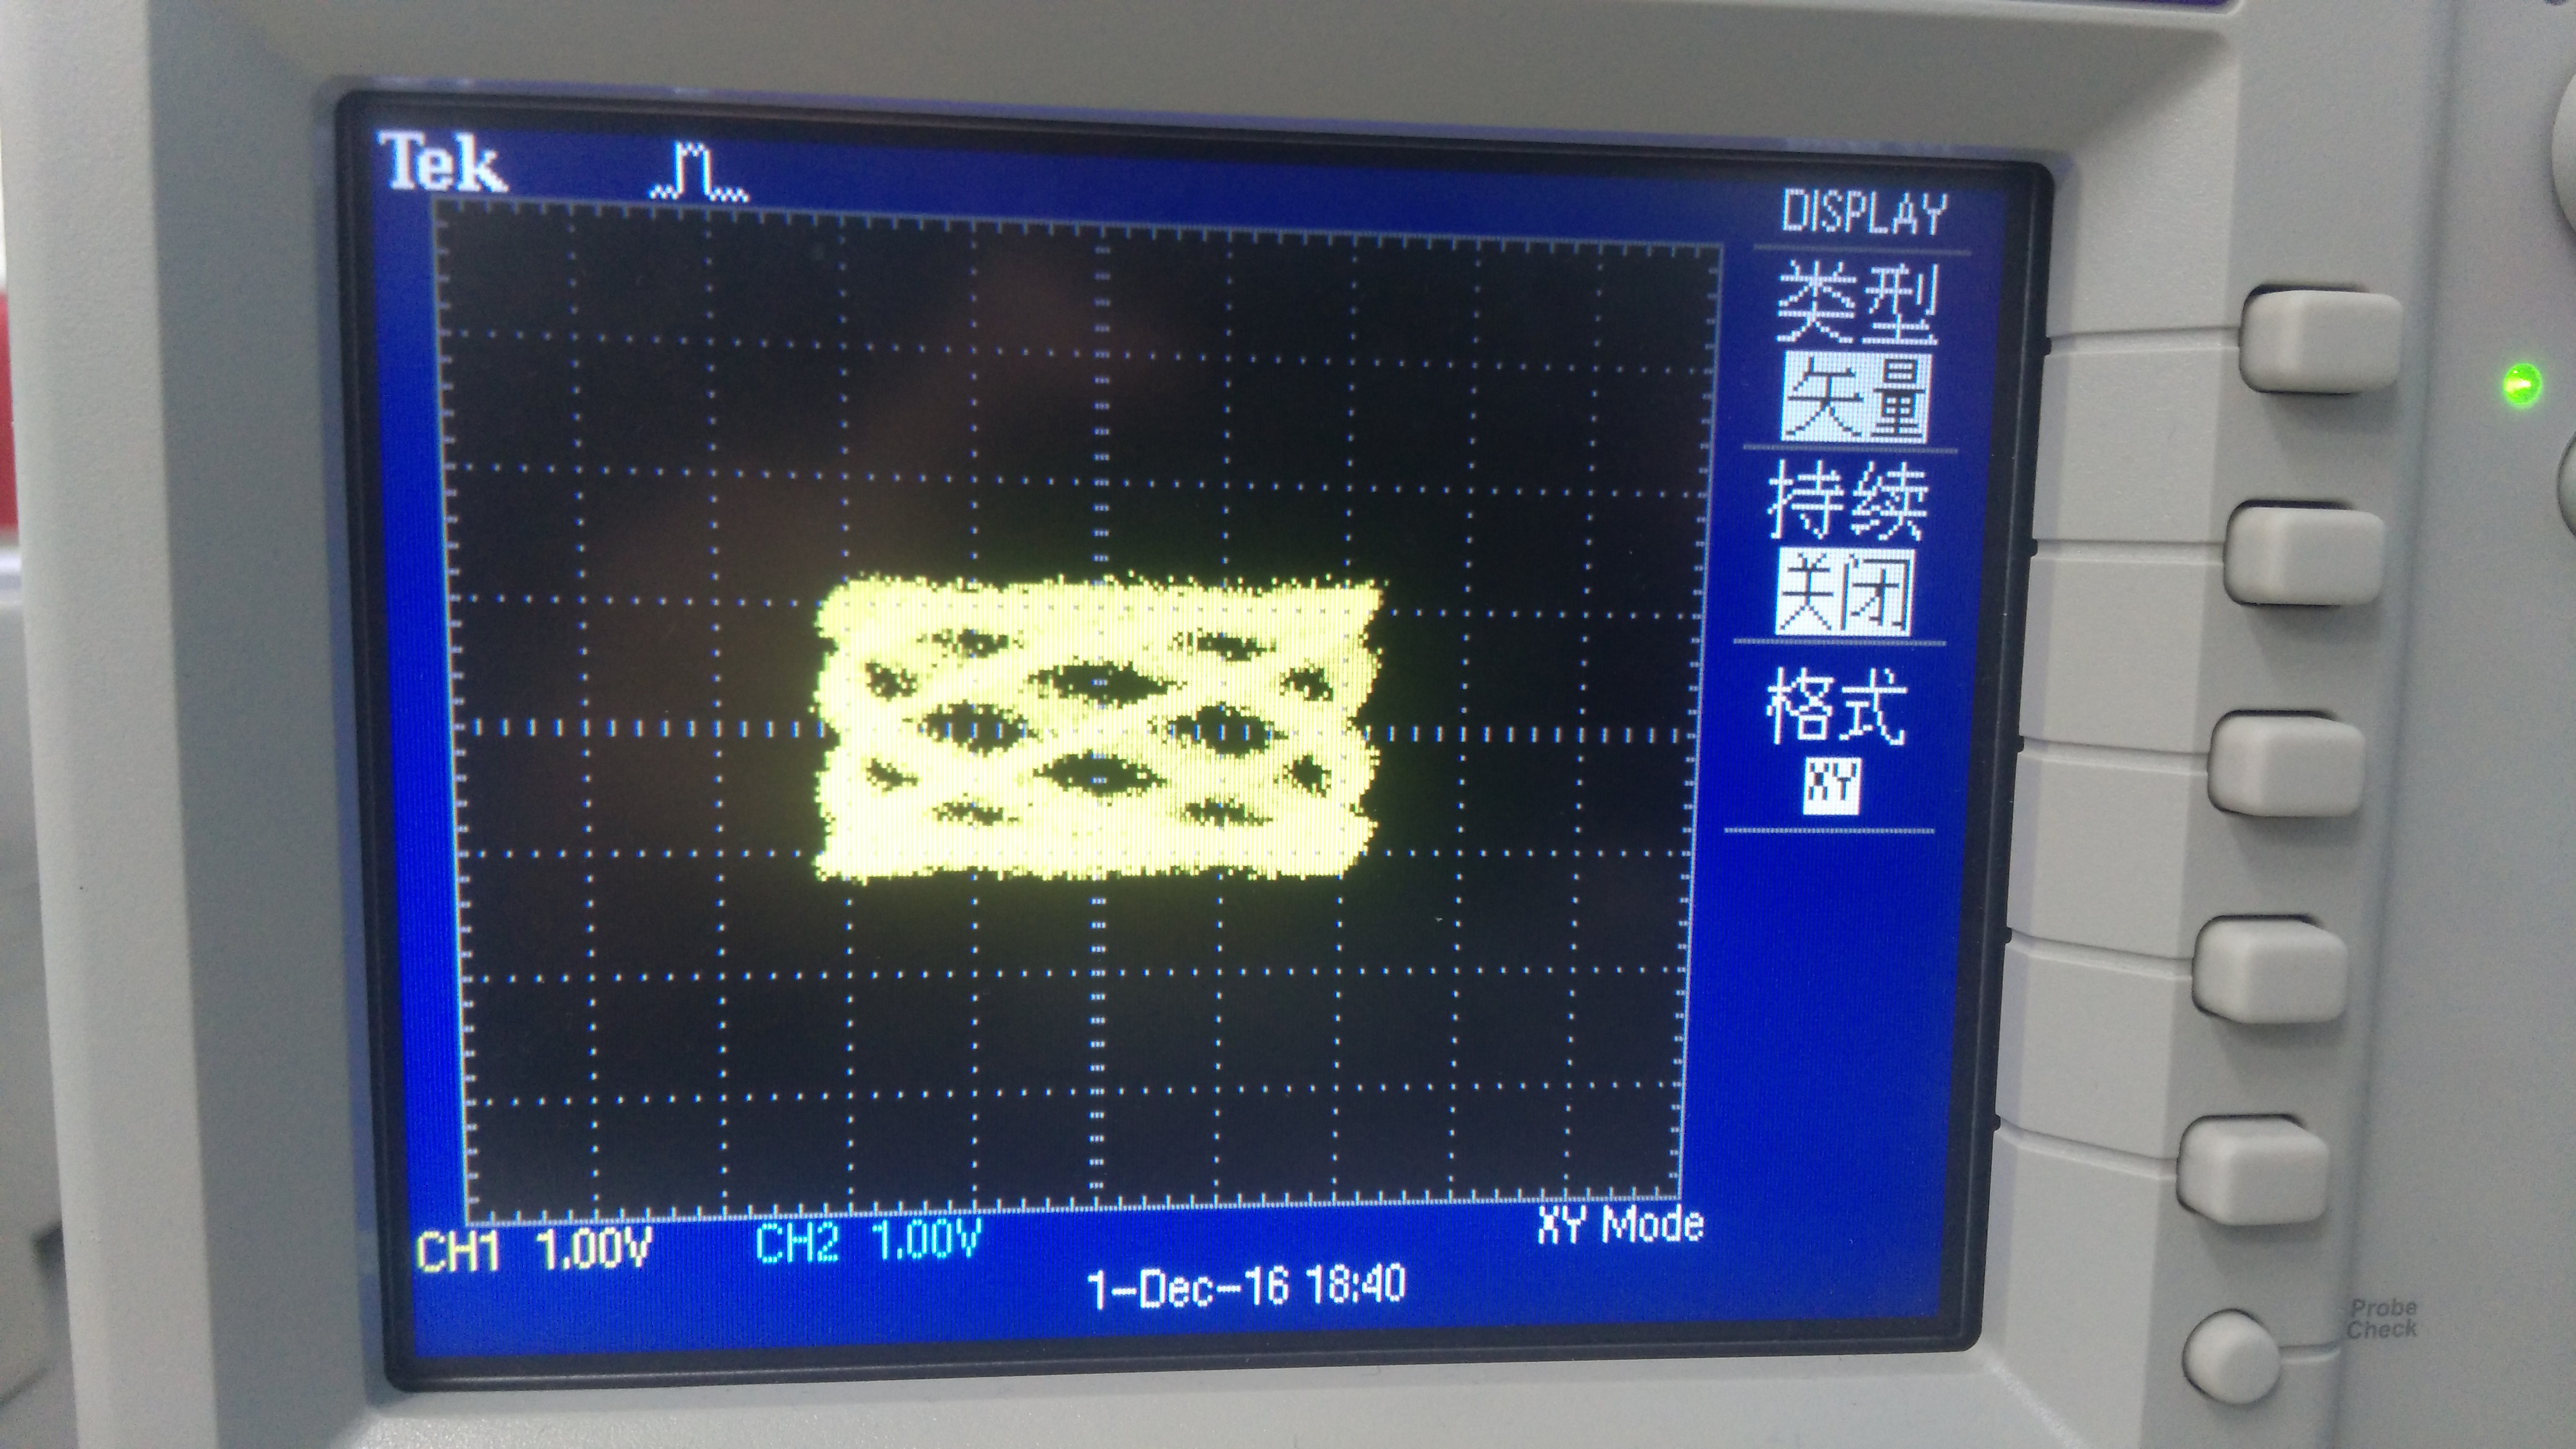 Tek
DISPLAY
类型
矢量
持续
关闭
格式
XY
CH1 1.00V CH2 1.00V XY Mode
1-Dec-16 18:40
Probe
Check